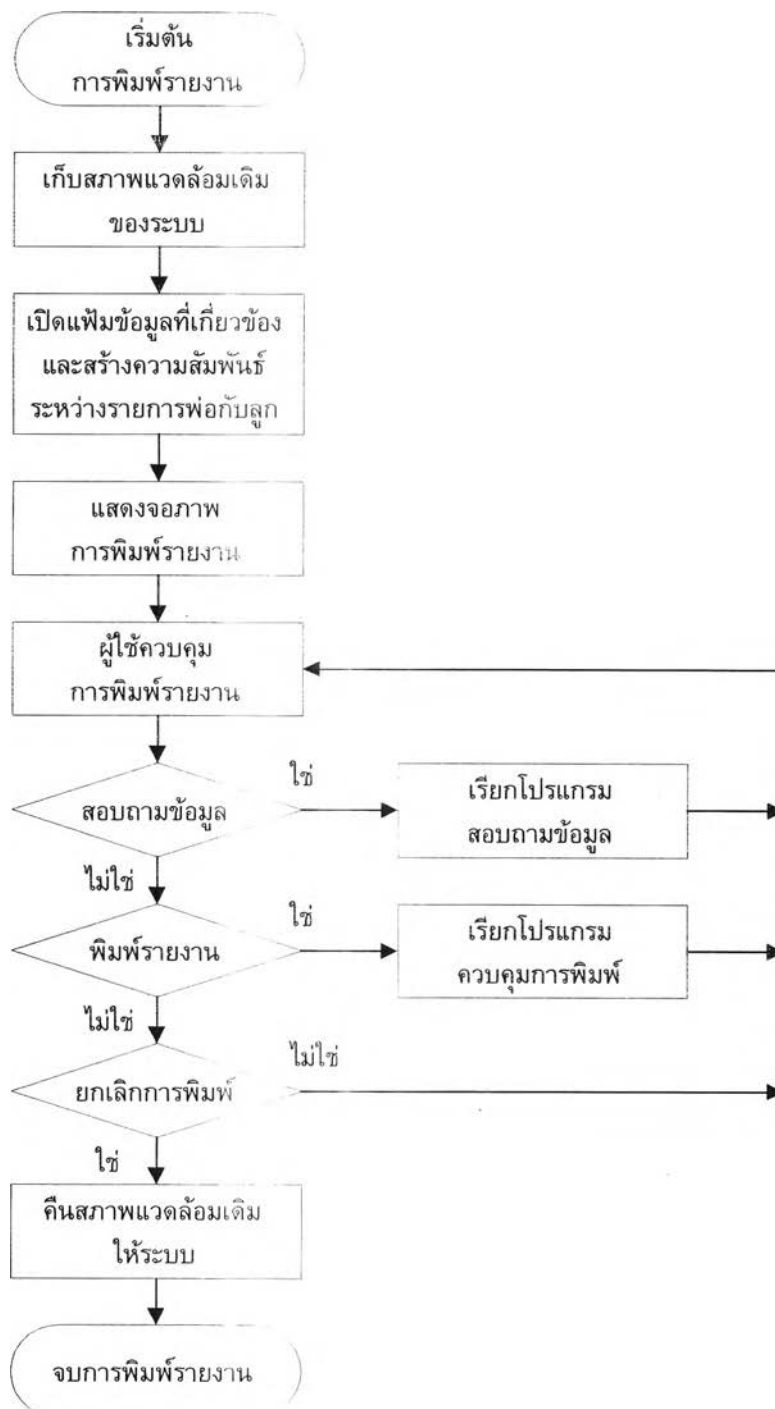 เริ่มต้น
การพิมพ์รายงาน
เก็บสภาพแวดล้อมเดิม
ของระบบ
เปิดแฟ้มข้อมูลที่เกี่ยวข้อง
และสร้างความสัมพันธ์
ระหว่างรายการพ่อกับลูก
แสดงจอภาพ
การพิมพ์รายงาน
ผู้ใช้ควบคุม
การพิมพ์รายงาน
สอบถามข้อมูล
ใช่
เรียกโปรแกรม
สอบถามข้อมูล
ไม่ใช่
พิมพ์รายงาน
ใช่
เรียกโปรแกรม
ควบคุมการพิมพ์
ไม่ใช่
ยกเลิกการพิมพ์
ไม่ใช่
ใช่
คืนสภาพแวดล้อมเดิม
ให้ระบบ
จบการพิมพ์รายงาน